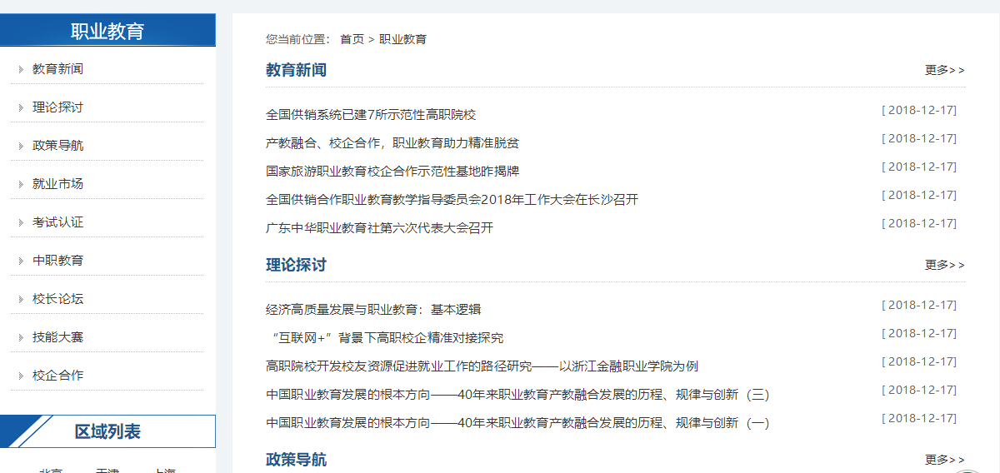 职业教育
教育新闻
理论探讨
政策导航
就业市场
考试认证
中职教育
校长论坛
技能大赛
校企合作
区域列表
北京 天津 上海
您当前位置： 首页 > 职业教育
教育新闻 更多>>
全国供销系统已建7所示范性高职院校 [ 2018-12-17]
产教融合、校企合作，职业教育助力精准脱贫 [ 2018-12-17]
国家旅游职业教育校企合作示范性基地昨揭牌 [ 2018-12-17]
全国供销合作职业教育教学指导委员会2018年工作大会在长沙召开 [ 2018-12-17]
广东中华职业教育社第六次代表大会召开 [ 2018-12-17]
理论探讨 更多>>
经济高质量发展与职业教育：基本逻辑 [ 2018-12-17]
“互联网+”背景下高职校企精准对接探究 [ 2018-12-17]
高职院校开发校友资源促进就业工作的路径研究——以浙江金融职业学院为例 [ 2018-12-17]
中国职业教育发展的根本方向——40年来职业教育产教融合发展的历程、规律与创新（三） [ 2018-12-17]
中国职业教育发展的根本方向——40年来职业教育产教融合发展的历程、规律与创新（一） [ 2018-12-17]
政策导航 更多>>